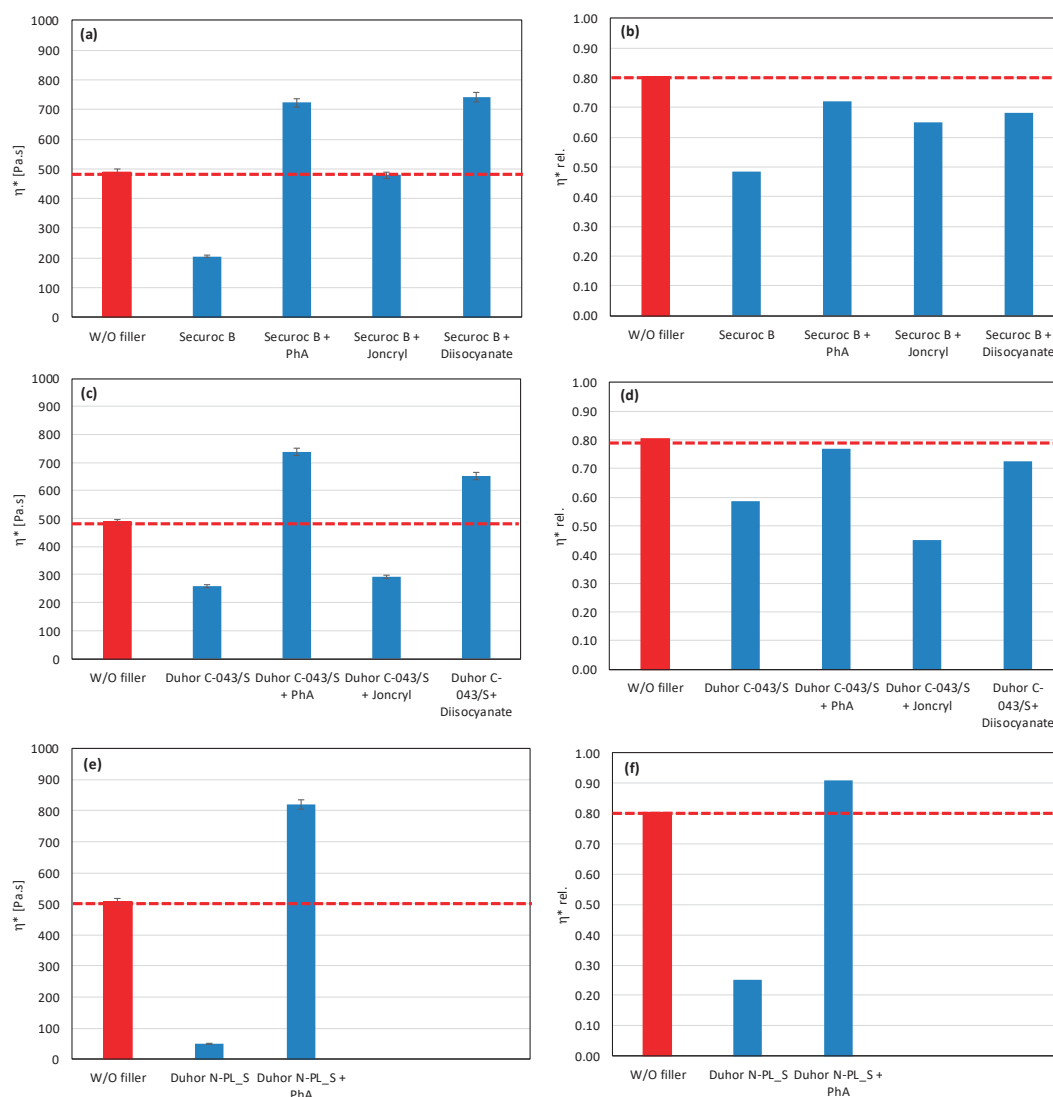 (a)
1000
900
800
700
600
500
400
300
200
100
0
η* [Pa.s]
W/O filler
Securoc B
Securoc B +
PhA
Securoc B +
Joncryl
Securoc B +
Diisocyanate
(b)
1.00
0.90
0.80
0.70
0.60
0.50
0.40
0.30
0.20
0.10
0.00
η* rel.
W/O filler
Securoc B
Securoc B +
PhA
Securoc B +
Joncryl
Securoc B +
Diisocyanate
(c)
1000
900
800
700
600
500
400
300
200
100
0
η* [Pa.s]
W/O filler
Duhor C-043/S
Duhor C-043/S
+ PhA
Duhor C-043/S
+ Joncryl
Duhor C-
043/S+
Diisocyanate
(d)
1.00
0.90
0.80
0.70
0.60
0.50
0.40
0.30
0.20
0.10
0.00
η* rel.
W/O filler
Duhor C-043/S
Duhor C-043/S
+ PhA
Duhor C-043/S
+ Joncryl
Duhor C-
043/S+
Diisocyanate
(e)
1000
900
800
700
600
500
400
300
200
100
0
η* [Pa.s]
W/O filler
Duhor N-PL_S
Duhor N-PL_S +
PhA
(f)
1.00
0.90
0.80
0.70
0.60
0.50
0.40
0.30
0.20
0.10
0.00
η* rel.
W/O filler
Duhor N-PL_S
Duhor N-PL_S +
PhA